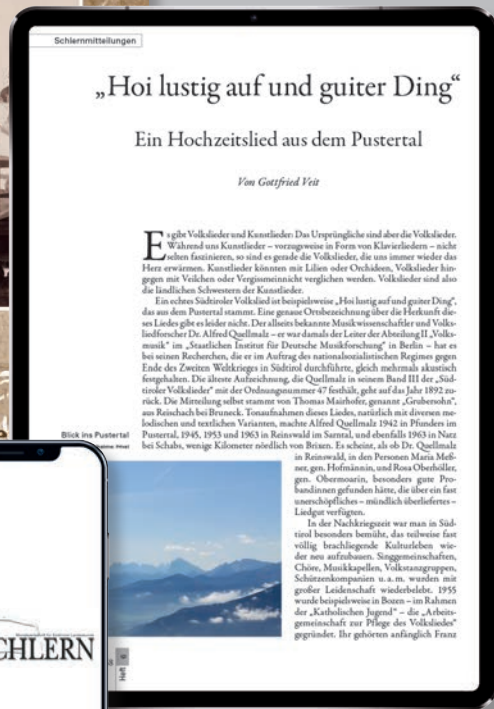 Schlernmitteilungen
„Hoi lustig auf und guiter Ding“
Ein Hochzeitslied aus dem Pustertal
Von Gottfried Veit
Es gibt Volkslieder und Kunstlieder: Das Ursprüngliche sind aber die Volkslieder.
Während uns Kunstlieder – vorzugsweise in Form von Klavierliedern – nicht
selten faszinieren, so sind es gerade die Volkslieder, die uns immer wieder das
Herz erwärmen. Kunstlieder könnten mit Lilien oder Orchideen, Volkslieder hin-
gegen mit Veilchen oder Vergissmeinnicht verglichen werden. Volkslieder sind also
die ländlichen Schwestern der Kunstlieder.
Ein echtes Südtiroler Volkslied ist beispielsweise „Hoi lustig auf und guiter Ding“,
das aus dem Pustertal stammt. Eine genaue Ortsbezeichnung über die Herkunft die-
ses Liedes gibt es leider nicht. Der allseits bekannte Musikwissenschaftler und Volks-
liedforscher Dr. Alfred Quellmalz – er war damals der Leiter der Abteilung II „Volks-
musik“ im „Staatlichen Institut für Deutsche Musikforschung“ in Berlin – hat es
bei seinen Recherchen, die er im Auftrag des nationalsozialistischen Regimes gegen
Ende des Zweiten Weltkrieges in Südtirol durchführte, gleich mehrmals akustisch
festgehalten. Die älteste Aufzeichnung, die Quellmalz in seinem Band III der „Süd-
tiroler Volkslieder“ mit der Ordnungsnummer 47 festhält, geht auf das Jahr 1892 zu-
rück. Die Mitteilung selbst stammt von Thomas Mairhofer, genannt „Grubersohn“,
aus Reischach bei Bruneck. Tonaufnahmen dieses Liedes, natürlich mit diversen me-
lodischen und textlichen Varianten, machte Alfred Quellmalz 1942 in Pfunders im
Pustertal, 1945, 1953 und 1963 in Reinswald im Sarntal, und ebenfalls 1963 in Natz
bei Schabs, wenige Kilometer nördlich von Brixen. Es scheint, als ob Dr. Quellmalz
in Reinswald, in den Personen Maria Meß-
ner, gen. Hofmännin, und Rosa Oberhöller,
gen. Obermoarin, besonders gute Pro-
bandinnen gefunden hätte, die über ein fast
unerschöpfliches – mündlich überliefertes –
Liedgut verfügten.
In der Nachkriegszeit war man in Süd-
tirol besonders bemüht, das teilweise fast
völlig brachliegende Kulturleben wie-
der neu aufzubauen. Singgemeinschaften,
Chöre, Musikkapellen, Volkstanzgruppen,
Schützenkompanien u. a. m. wurden mit
großer Leidenschaft wiederbelebt. 1955
wurde beispielsweise in Bozen – im Rahmen
der „Katholischen Jugend“ – die „Arbeits-
gemeinschaft zur Pflege des Volksliedes“
gegründet. Ihr gehörten anfänglich Franz
Blick ins Pustertal
Heft 6
CHLERN